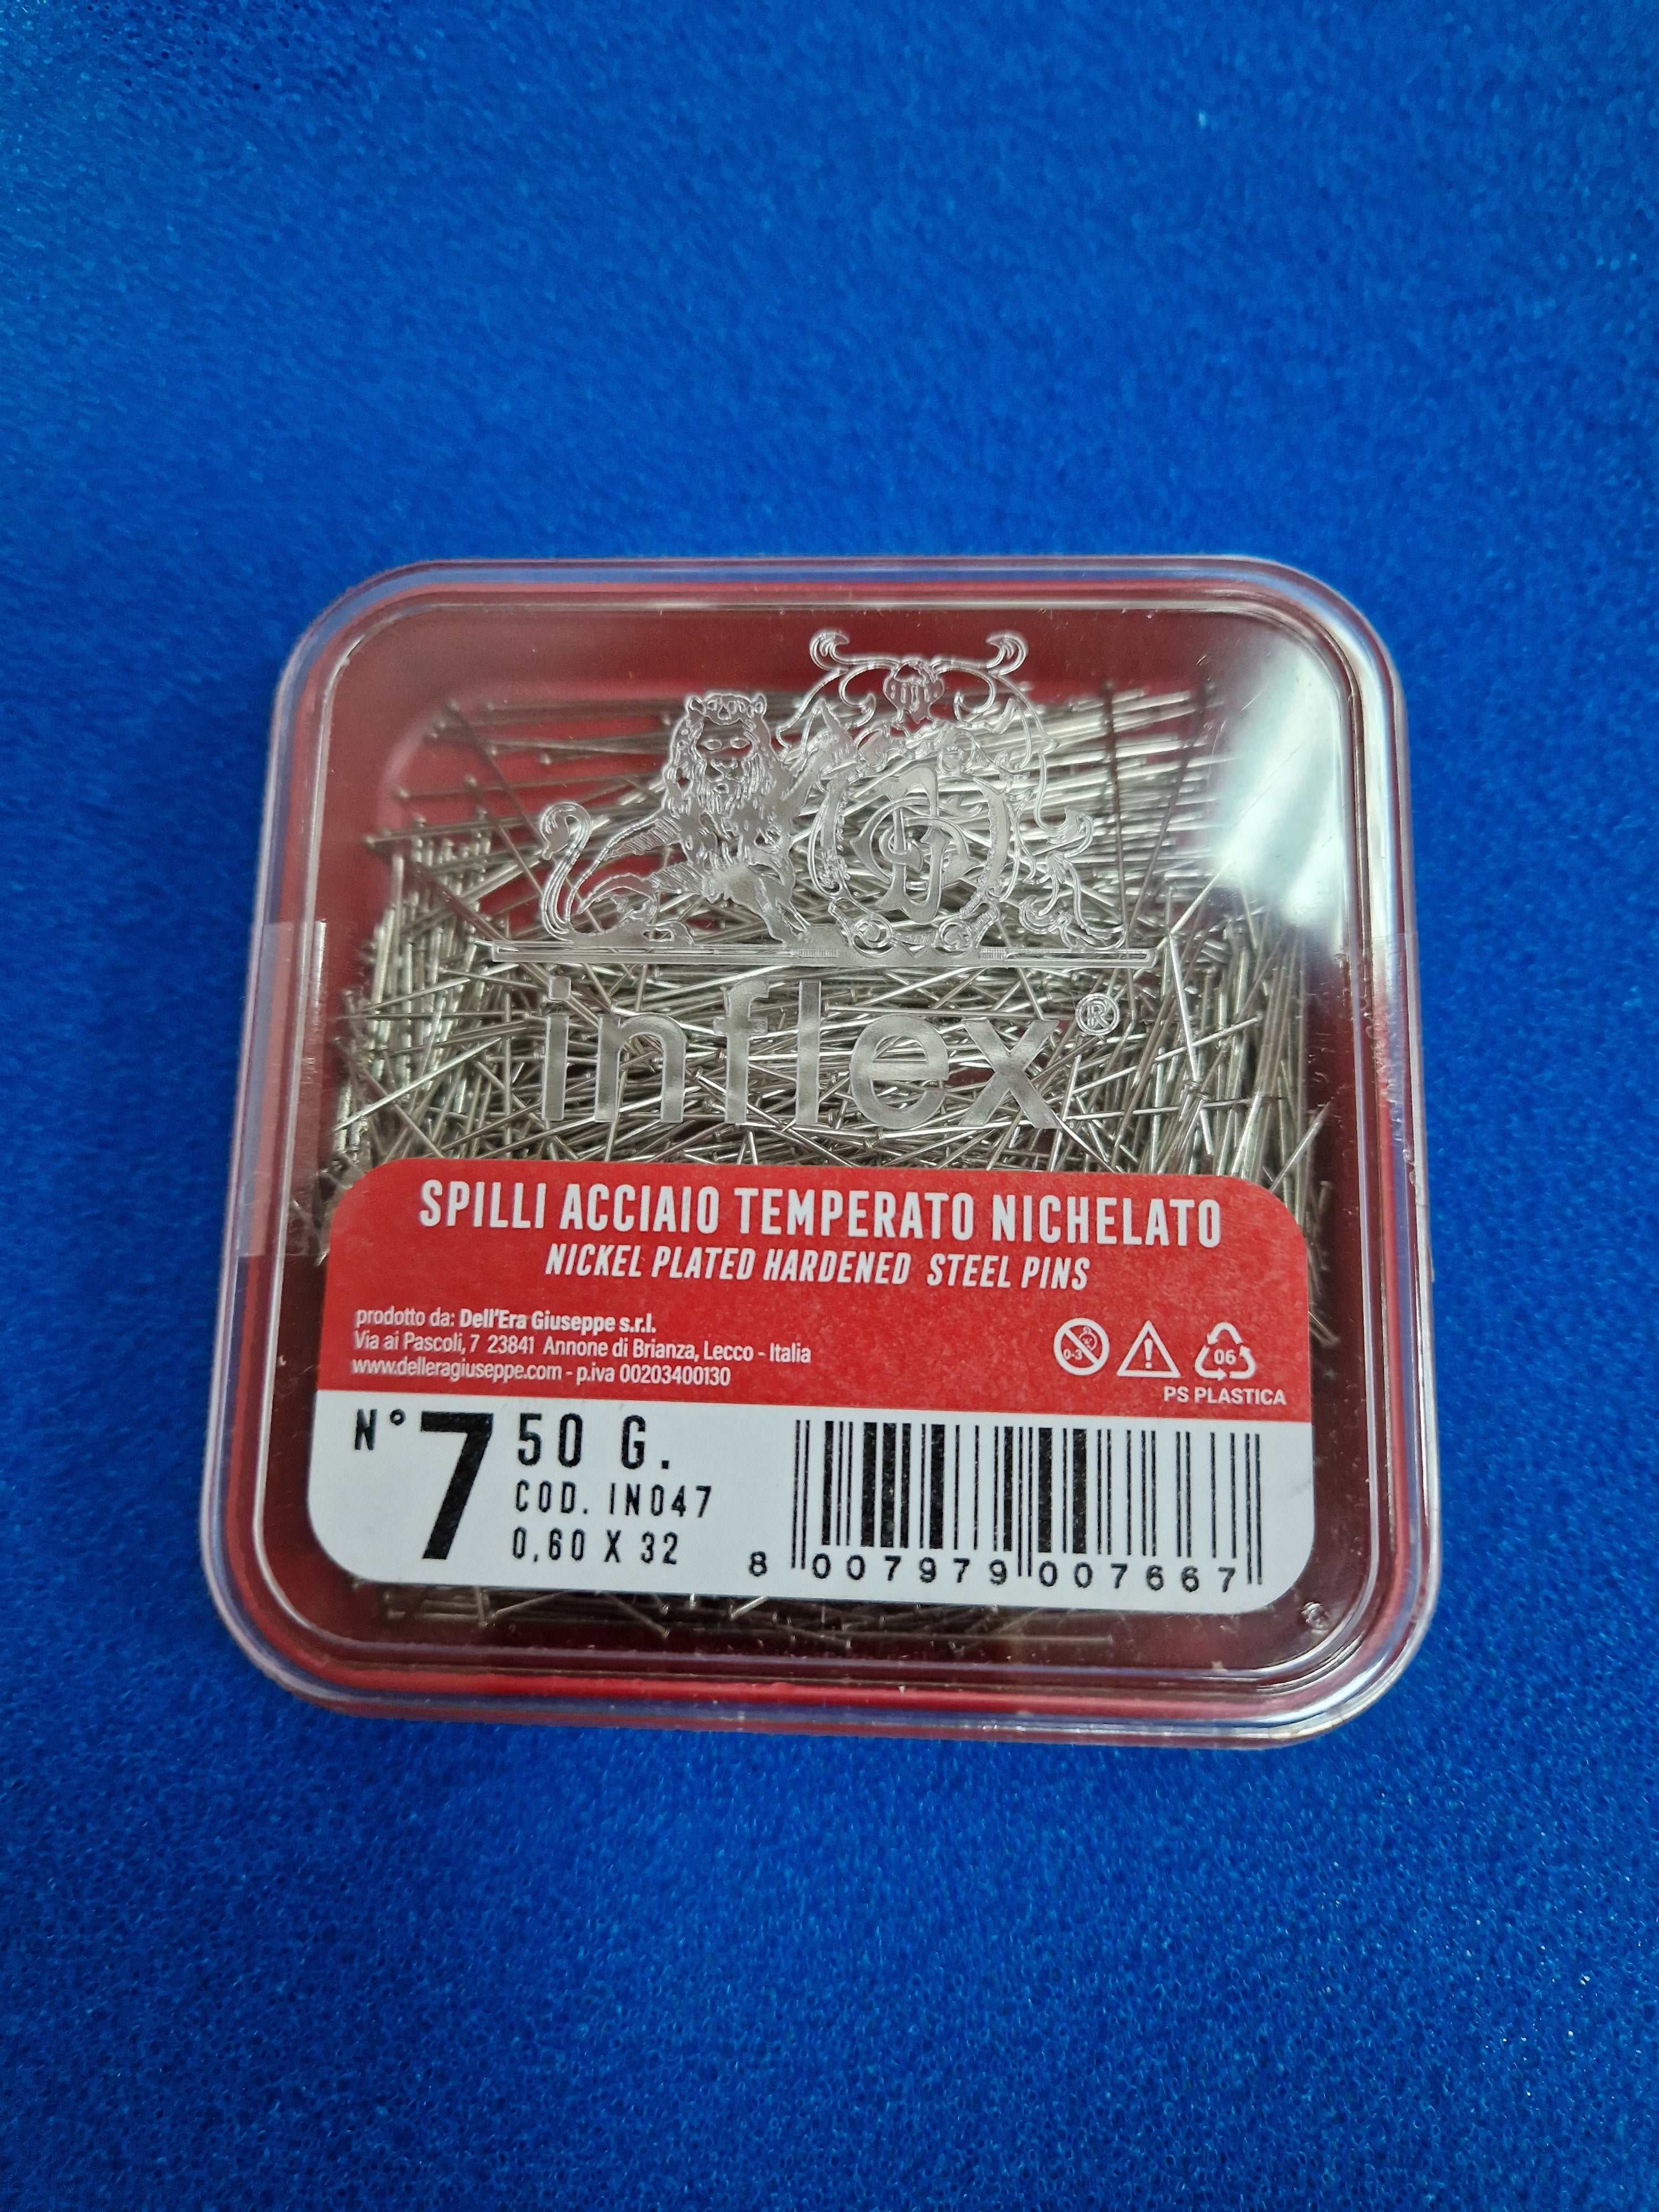 inflex®
SPILLI ACCIAIO TEMPERATO NICHELATO
NICKEL PLATED HARDENED STEEL PINS
prodotto da: Dell'Era Giuseppe s.r.l.
Via ai Pascoli, 7 23841 Annone di Brianza, Lecco - Italia
www.delleragiuseppe.com - p.iva 00203400130
0-3
06
PS PLASTICA
N° 7
50 G.
COD. IN047
0,60 X 32
8 007979 007667